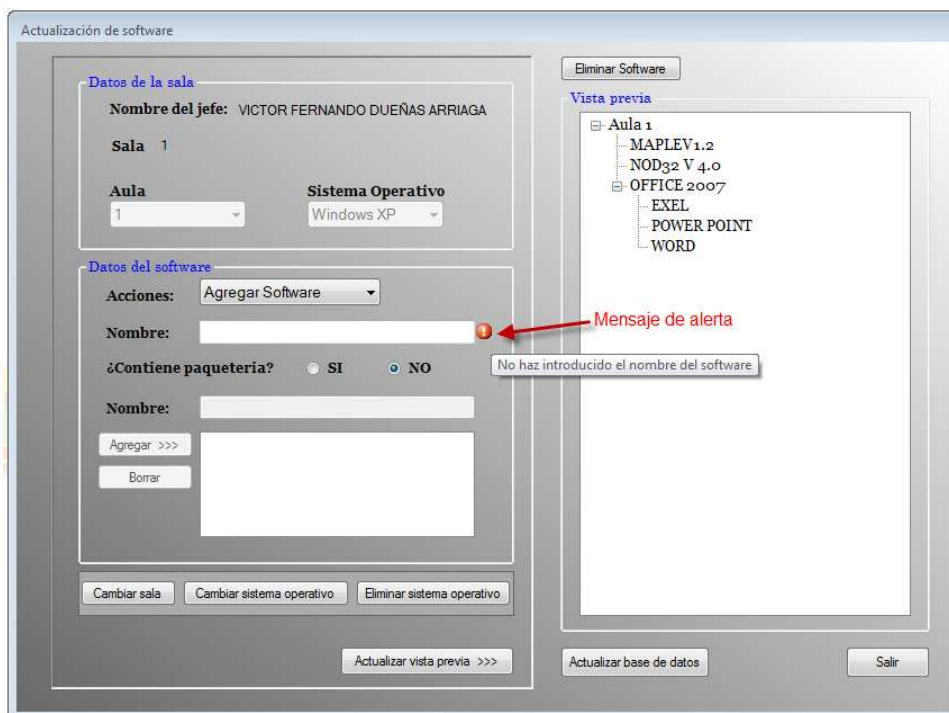 Actualización de software
Datos de la sala
Nombre del jefe: VICTOR FERNANDO DUEÑAS ARRIAGA
Sala 1
Aula
Sistema Operativo
1
Windows XP
Datos del software
Acciones: Agregar Software
Nombre:
¿Contiene paqueteria? SI NO
Nombre:
Agregar >>>
Borrar
Cambiar sala
Cambiar sistema operativo
Eliminar sistema operativo
Actualizar vista previa >>>
Eliminar Software
Vista previa
Aula 1
MAPLEV1.2
NOD32 V 4.0
OFFICE 2007
EXEL
POWER POINT
WORD
Mensaje de alerta
No haz introducido el nombre del software
Actualizar base de datos
Salir